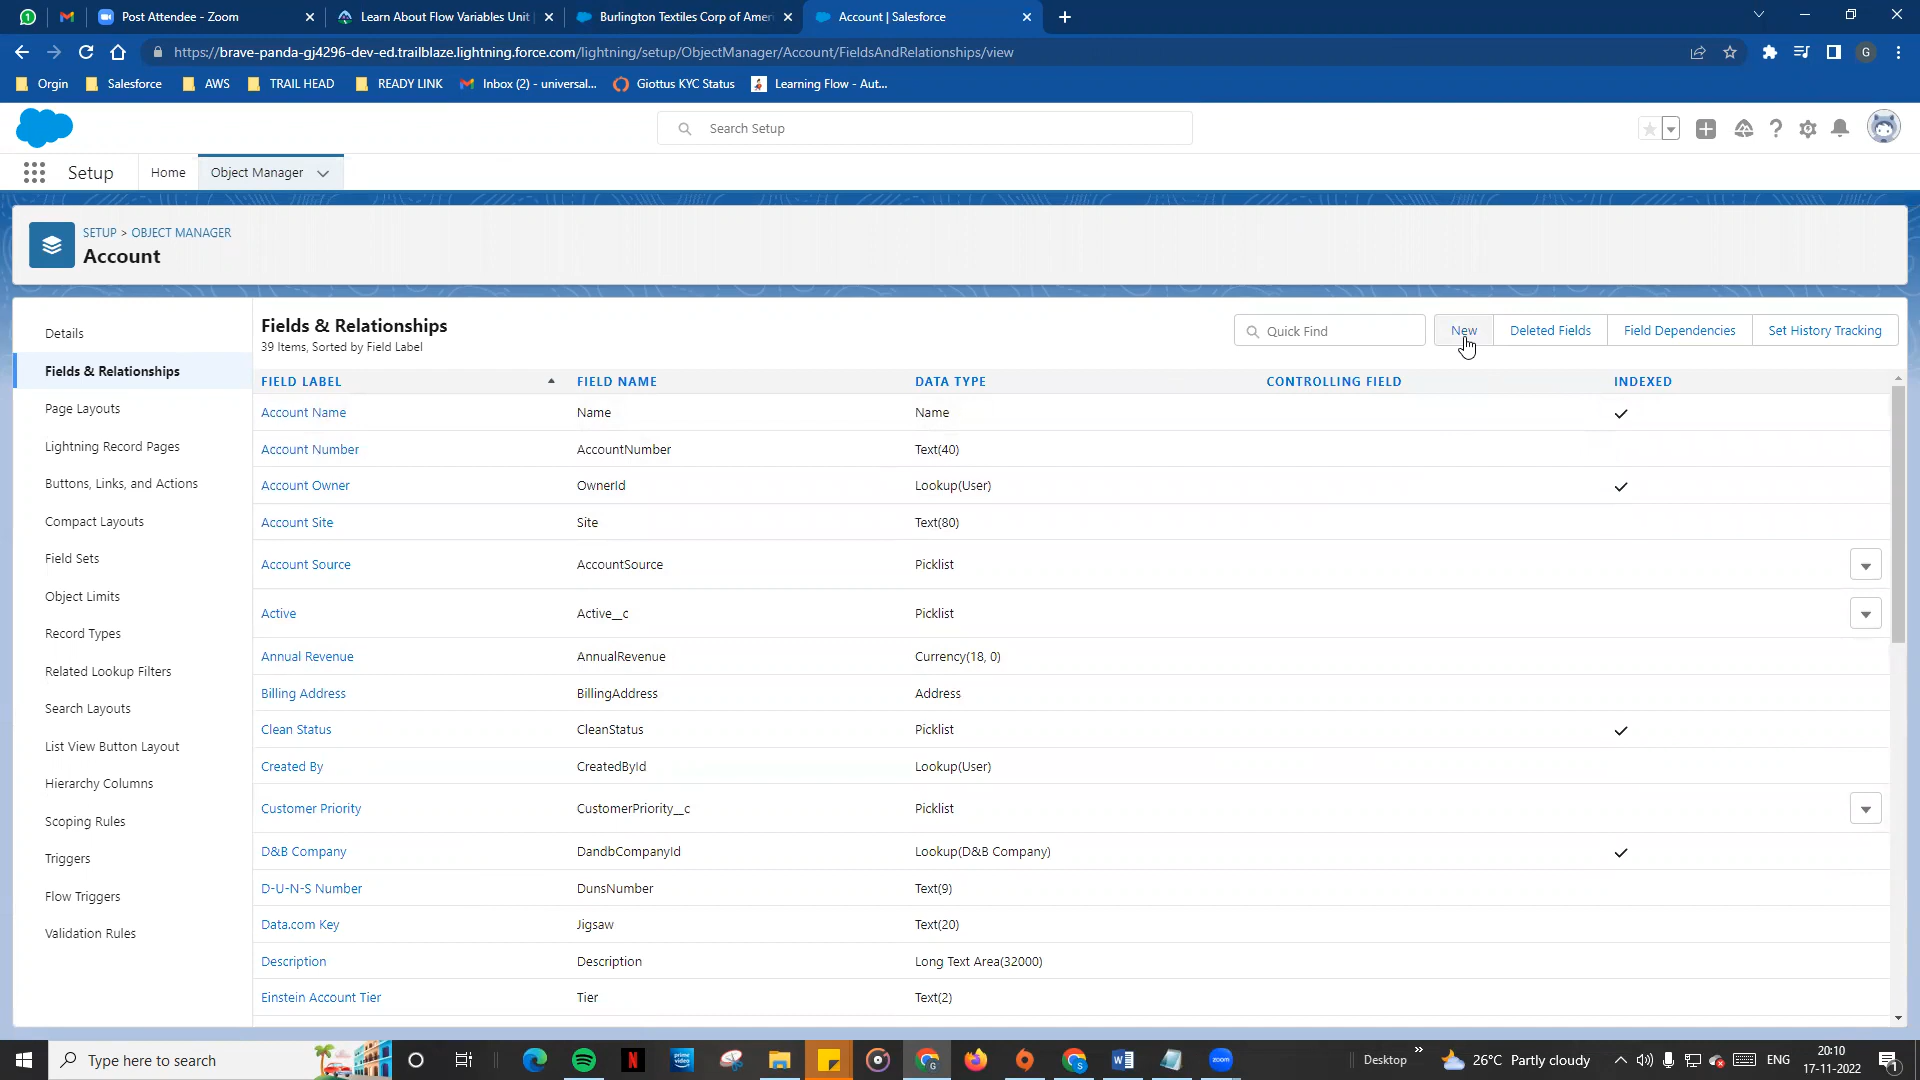 Post Attendee - Zoom
Learn About Flow Variables Unit
Burlington Textiles Corp of Ameri
Account | Salesforce
https://brave-panda-gj4296-dev-ed.trailblaze.lightning.force.com/lightning/setup/ObjectManager/Account/FieldsAndRelationships/view
G
Orgin
Salesforce
AWS
TRAIL HEAD
READY LINK
Inbox (2) - universal...
Giottus KYC Status
Learning Flow - Aut...
Search Setup
Setup
Home
Object Manager
SETUP > OBJECT MANAGER
Account
Details
Fields & Relationships
Page Layouts
Lightning Record Pages
Buttons, Links, and Actions
Compact Layouts
Field Sets
Object Limits
Record Types
Related Lookup Filters
Search Layouts
List View Button Layout
Hierarchy Columns
Scoping Rules
Triggers
Flow Triggers
Validation Rules
Fields & Relationships
39 Items, Sorted by Field Label
Quick Find
New
Deleted Fields
Field Dependencies
Set History Tracking
FIELD LABEL FIELD NAME DATA TYPE CONTROLLING FIELD INDEXED
Account Name Name Name
Account Number AccountNumber Text(40)
Account Owner OwnerId Lookup(User)
Account Site Site Text(80)
Account Source AccountSource Picklist
Active Active__c Picklist
Annual Revenue AnnualRevenue Currency(18, 0)
Billing Address BillingAddress Address
Clean Status CleanStatus Picklist
Created By CreatedById Lookup(User)
Customer Priority CustomerPriority__c Picklist
D&B Company DandbCompanyId Lookup(D&B Company)
D-U-N-S Number DunsNumber Text(9)
Data.com Key Jigsaw Text(20)
Description Description Long Text Area(32000)
Einstein Account Tier Tier Text(2)
Type here to search
Desktop
26°C Partly cloudy
ENG
20:10
17-11-2022